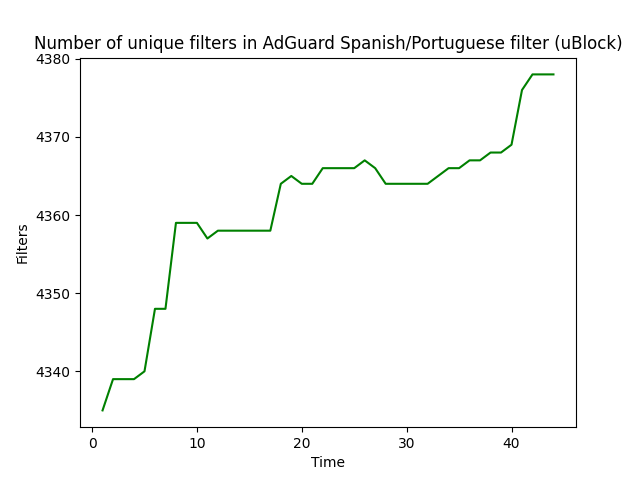 Number of unique filters in AdGuard Spanish/Portuguese filter (uBlock)
4380
4370
4360
4350
4340
Filters
0 10 20 30 40
Time